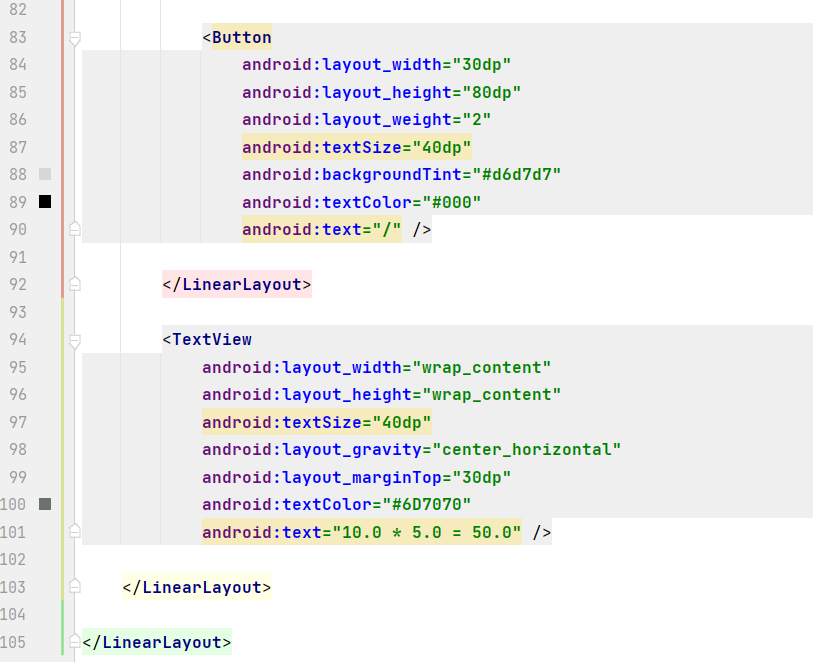 82
83 <Button
84 android:layout_width="30dp"
85 android:layout_height="80dp"
86 android:layout_weight="2"
87 android:textSize="40dp"
88 android:backgroundTint="#d6d7d7"
89 android:textColor="#000"
90 android:text="/" />
91
92 </LinearLayout>
93
94 <TextView
95 android:layout_width="wrap_content"
96 android:layout_height="wrap_content"
97 android:textSize="40dp"
98 android:layout_gravity="center_horizontal"
99 android:layout_marginTop="30dp"
100 android:textColor="#6D7070"
101 android:text="10.0 * 5.0 = 50.0" />
102
103 </LinearLayout>
104
105 </LinearLayout>